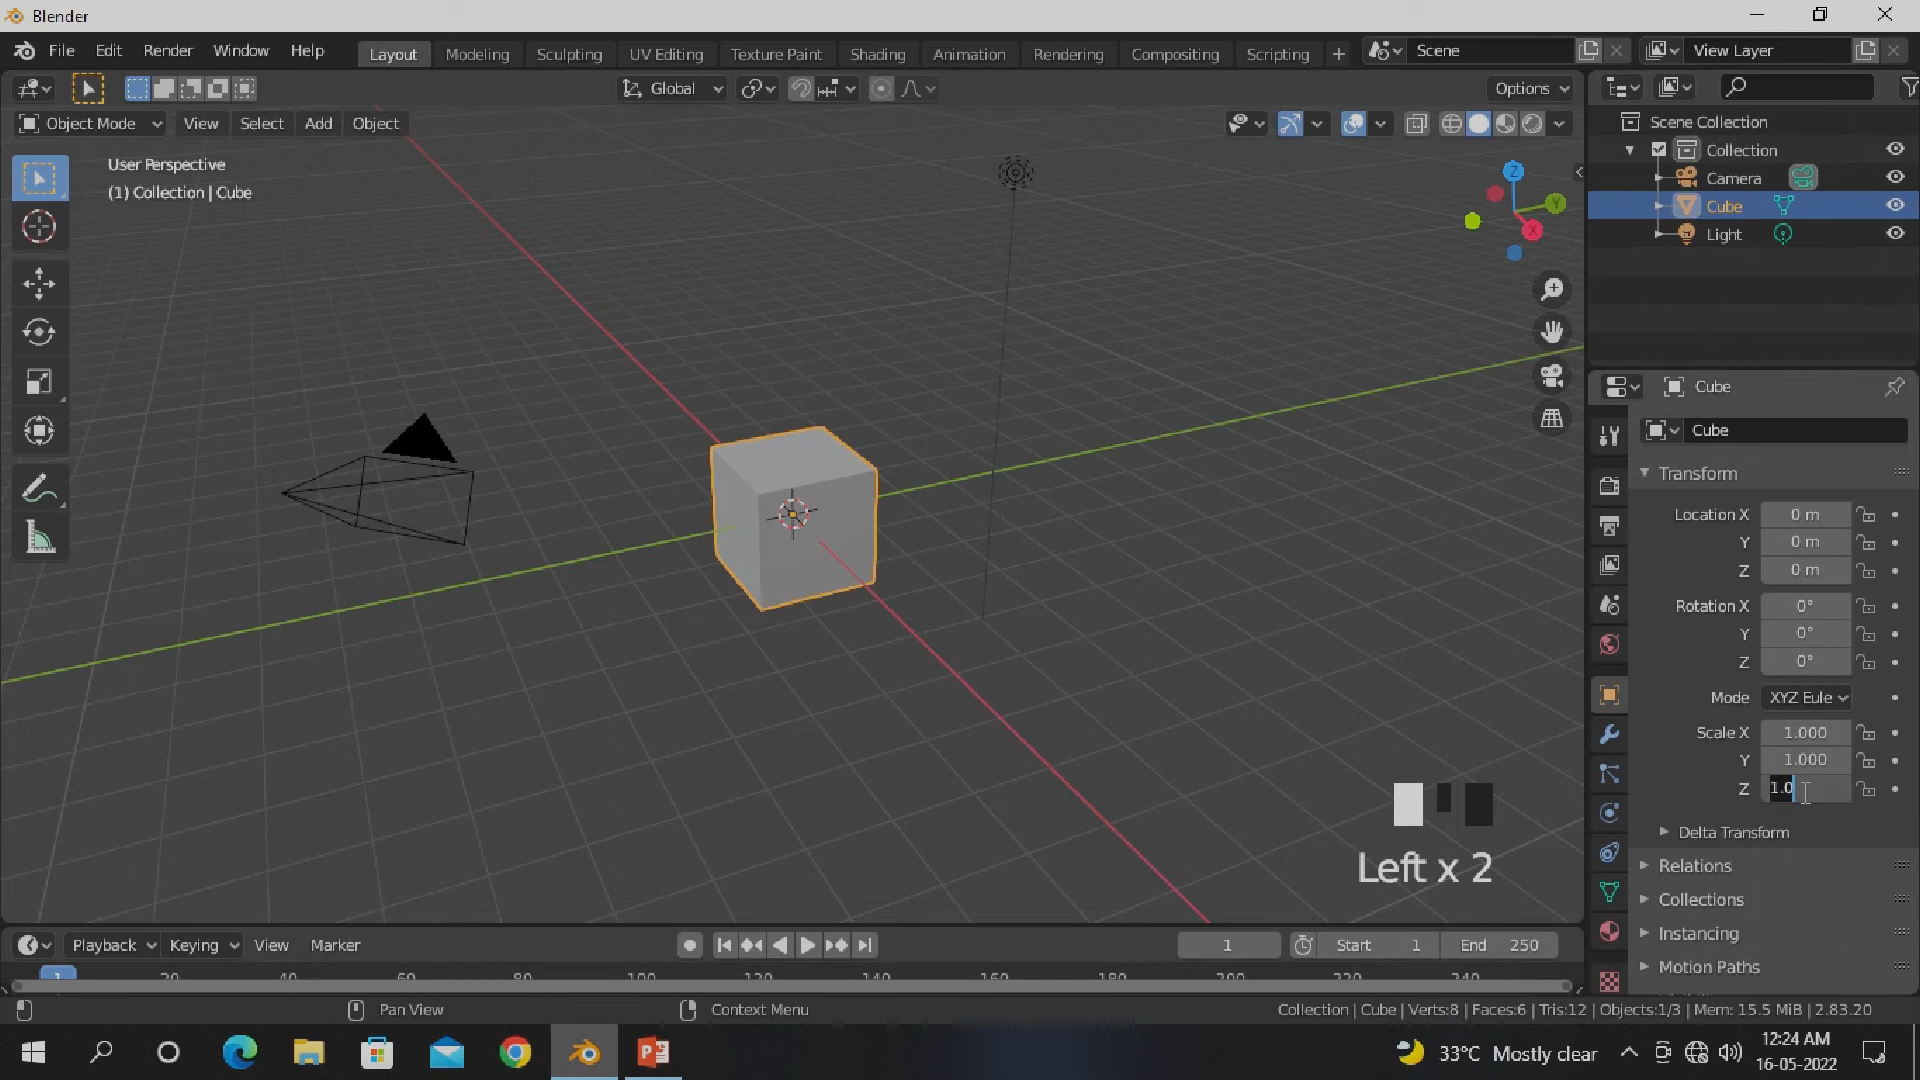 Blender
File Edit Render Window Help Layout Modeling Sculpting UV Editing Texture Paint Shading Animation Rendering Compositing Scripting + Scene View Layer
Global Options
Object Mode View Select Add Object
User Perspective
(1) Collection | Cube
Z
Y
X
Scene Collection
Collection
Camera
Cube
Light
Cube
Cube
Transform
Location X 0 m
Y 0 m
Z 0 m
Rotation X 0°
Y 0°
Z 0°
Mode XYZ Eule
Scale X 1.000
Y 1.000
Z 1.0
Delta Transform
Relations
Collections
Instancing
Motion Paths
Left x 2
Playback Keying View Marker 1 Start 1 End 250
1 20 40 60 80 100 120 140 160 180 200 220 240
Pan View Context Menu Collection | Cube | Verts:8 | Faces:6 | Tris:12 | Objects:1/3 | Mem: 15.5 MiB | 2.83.20
33°C Mostly clear
12:24 AM
16-05-2022